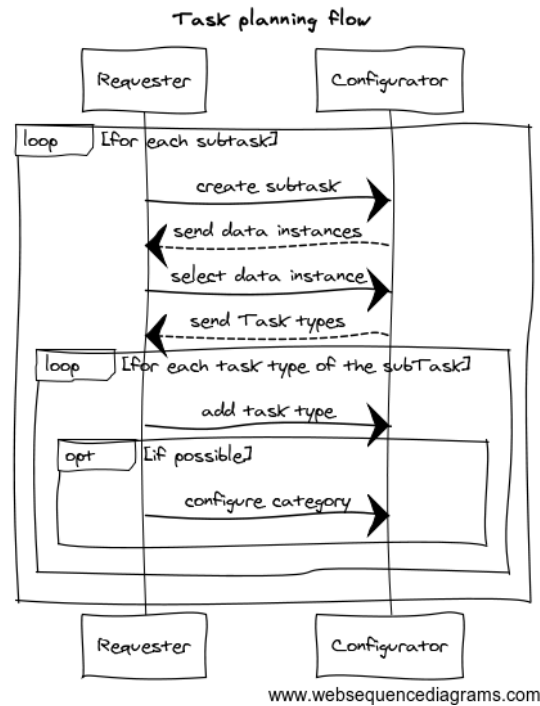 Task planning flow
Requester
Configurator
loop
[for each subtask]
create subtask
send data instances
select data instance
send Task types
loop
[for each task type of the subTask]
add task type
opt
[if possible]
configure category
Requester
Configurator
www.websequencediagrams.com